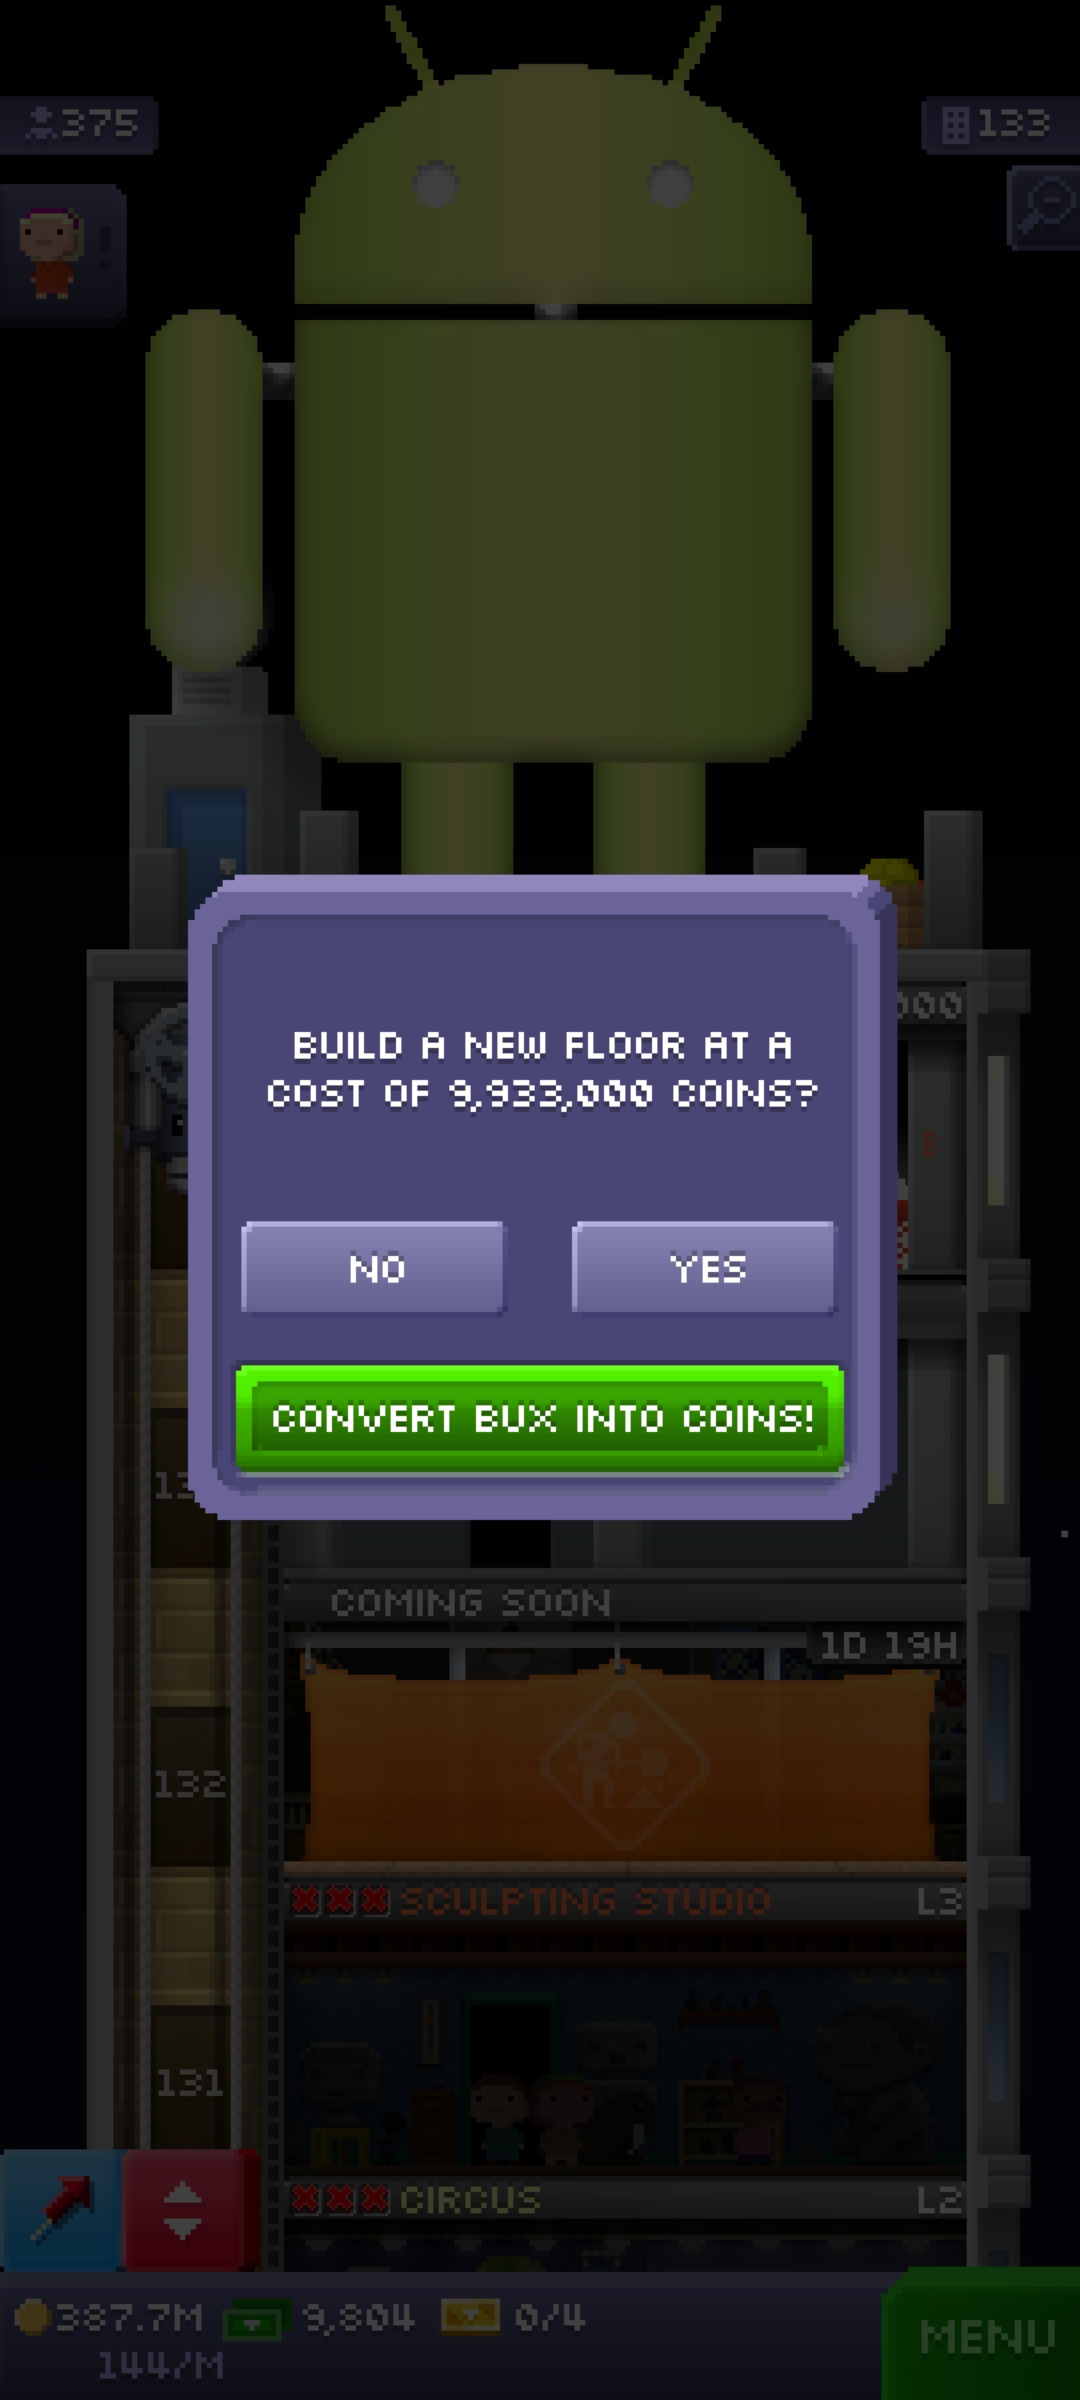 375
133
BUILD A NEW FLOOR AT A
COST OF 9,933,000 COINS?
NO
YES
CONVERT BUX INTO COINS!
COMING SOON
1D 19H
132
SCULPTING STUDIO
L3
131
CIRCUS
L2
387.7M
9,804
0/4
144/M
MENU